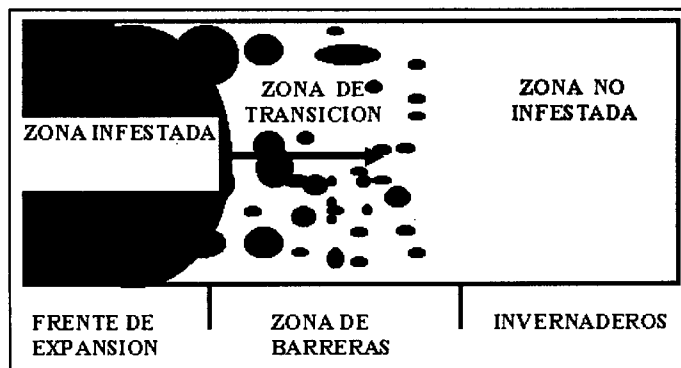 ZONA INFESTADA
ZONA DE
TRANSICION
ZONA NO
INFESTADA
FRENTE DE
EXPANSION
ZONA DE
BARRERAS
INVERNADEROS